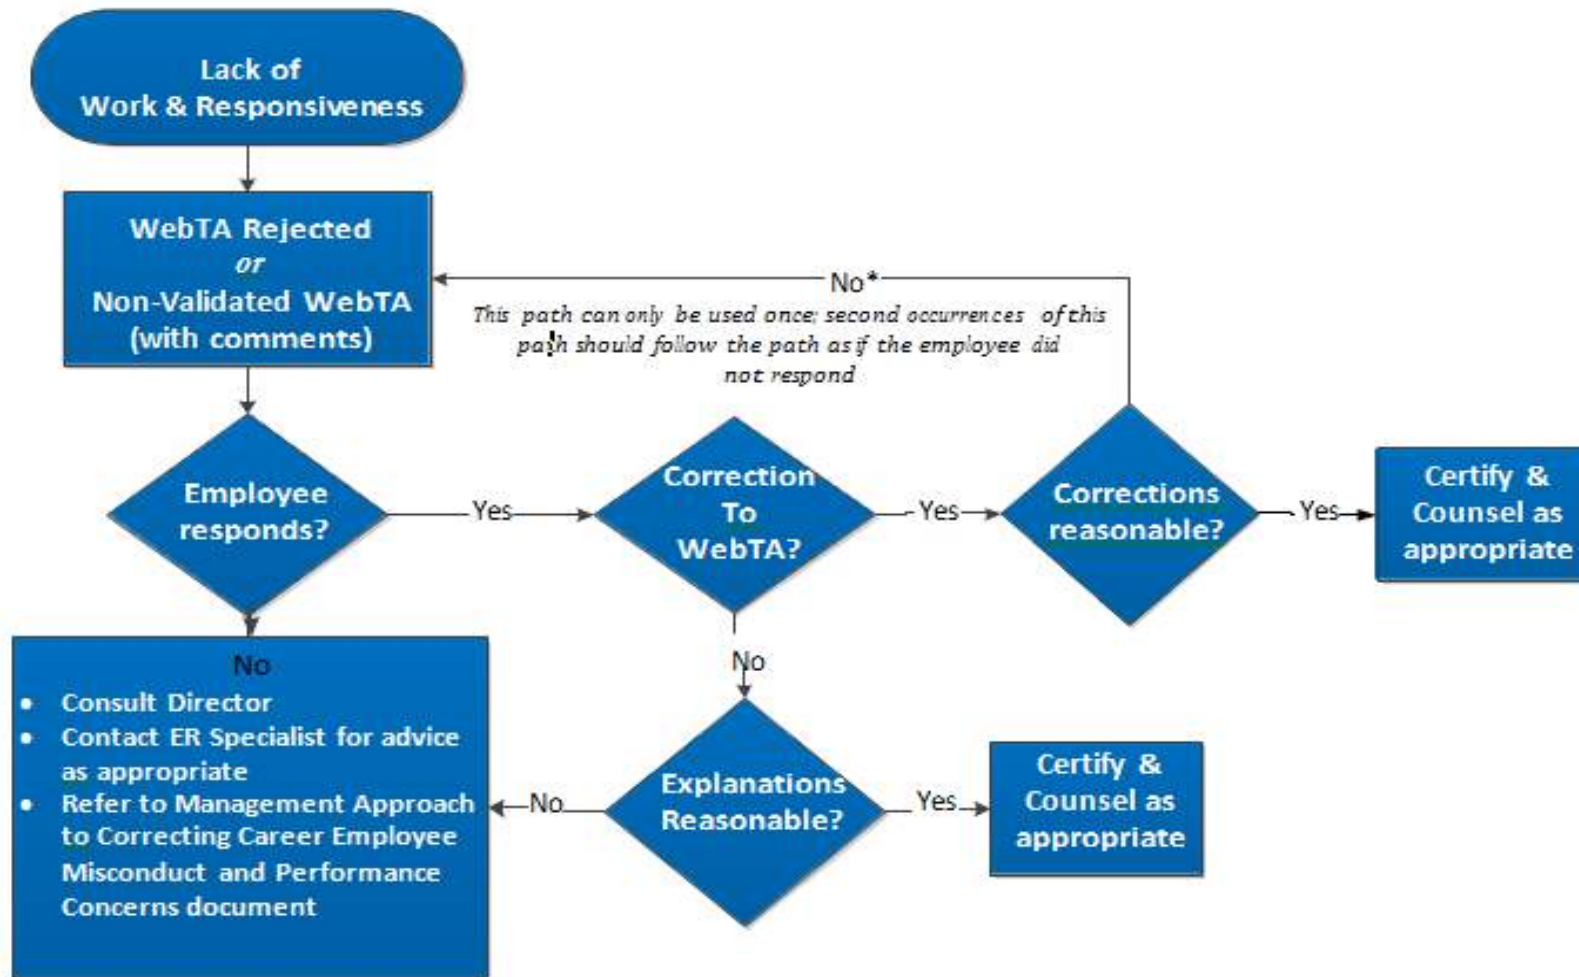 Lack of
Work & Responsiveness
WebTA Rejected
or
Non-Validated WebTA
(with comments)
No*
This path can only be used once; second occurrences of this
path should follow the path as if the employee did
not respond
Employee
responds?
Yes
Correction
To
WebTA?
Yes
Corrections
reasonable?
Yes
Certify &
Counsel as
appropriate
No
• Consult Director
• Contact ER Specialist for advice
as appropriate
• Refer to Management Approach
to Correcting Career Employee
Misconduct and Performance
Concerns document
No
No
Explanations
Reasonable?
Yes
Certify &
Counsel as
appropriate